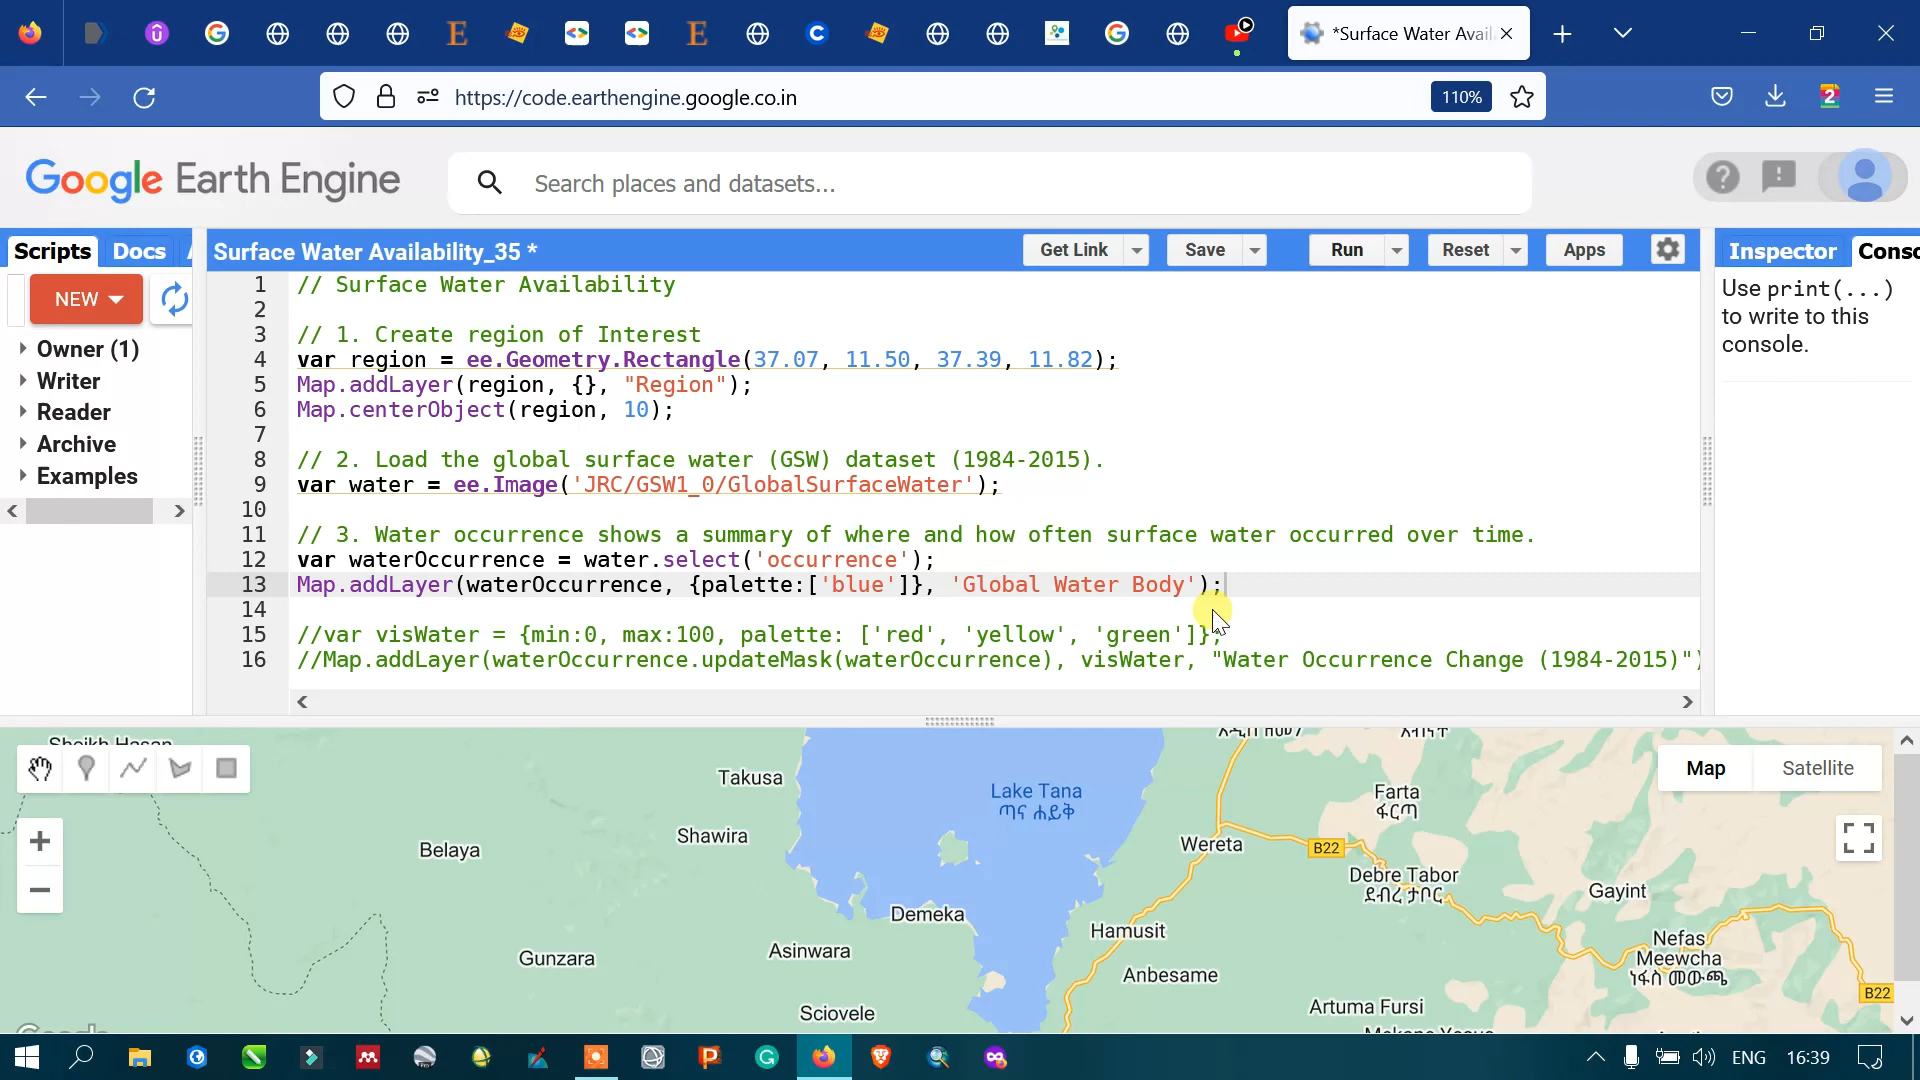 *Surface Water Avail
https://code.earthengine.google.co.in
110%
2
Google Earth Engine
Search places and datasets...
Scripts Docs
Surface Water Availability_35 *
Get Link
Save
Run
Reset
Apps
Inspector
Conso
NEW
Owner (1)
Writer
Reader
Archive
Examples
1 // Surface Water Availability
2
3 // 1. Create region of Interest
4 var region = ee.Geometry.Rectangle(37.07, 11.50, 37.39, 11.82);
5 Map.addLayer(region, {}, "Region");
6 Map.centerObject(region, 10);
7
8 // 2. Load the global surface water (GSW) dataset (1984-2015).
9 var water = ee.Image('JRC/GSW1_0/GlobalSurfaceWater');
10
11 // 3. Water occurrence shows a summary of where and how often surface water occurred over time.
12 var waterOccurrence = water.select('occurrence');
13 Map.addLayer(waterOccurrence, {palette:['blue']}, 'Global Water Body');
14
15 //var visWater = {min:0, max:100, palette: ['red', 'yellow', 'green']};
16 //Map.addLayer(waterOccurrence.updateMask(waterOccurrence), visWater, "Water Occurrence Change (1984-2015)")
Use print(...)
to write to this
console.
Sheikh Hasan
Takusa
Lake Tana
ጣና ሐይቅ
Map
Satellite
Farta
ፋርጣ
Shawira
Belaya
Wereta
B22
Debre Tabor
ደብረ ታቦር
Gayint
Demeka
Hamusit
Asinwara
Gunzara
Anbesame
Nefas
Meewcha
ነፋስ መውጫ
B22
Sciovele
Artuma Fursi
ENG
16:39